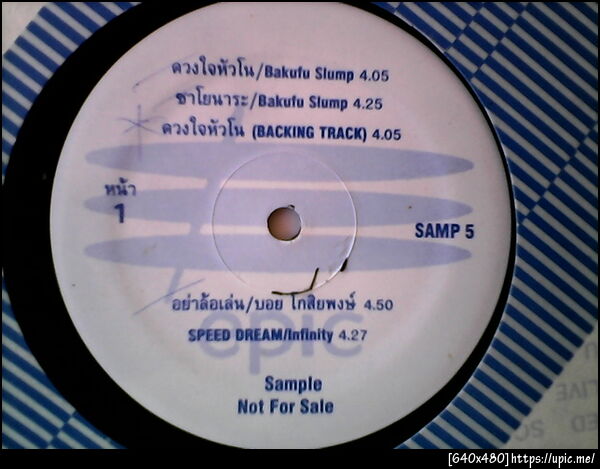 ดวงใจหัวโน/Bakufu Slump 4.05
ซาโยนาระ/Bakufu Slump 4.25
ดวงใจหัวโน (BACKING TRACK) 4.05
หน้า
1
SAMP 5
อย่าล้อเล่น/บอย โกสิยพงษ์ 4.50
SPEED DREAM/Infinity 4.27
epic
Sample
Not For Sale
LIVE
[640x480]https://upic.me/